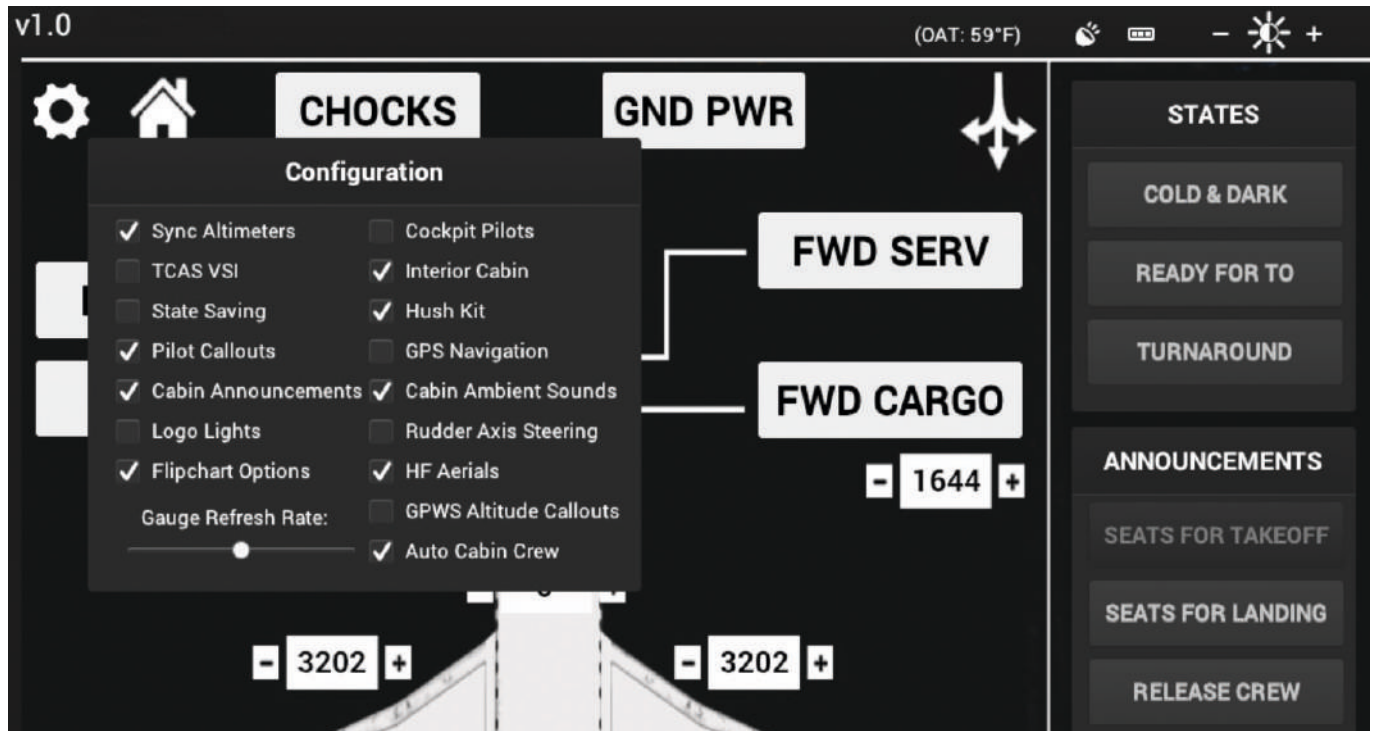 v1.0
(OAT: 59°F)
- +
CHOCKS
GND PWR
STATES
COLD & DARK
READY FOR TO
TURNAROUND
Configuration
Sync Altimeters
Cockpit Pilots
TCAS VSI
Interior Cabin
State Saving
Hush Kit
Pilot Callouts
GPS Navigation
Cabin Announcements
Cabin Ambient Sounds
Logo Lights
Rudder Axis Steering
Flipchart Options
HF Aerials
Gauge Refresh Rate:
GPWS Altitude Callouts
Auto Cabin Crew
FWD SERV
FWD CARGO
- 1644 +
ANNOUNCEMENTS
SEATS FOR TAKEOFF
SEATS FOR LANDING
RELEASE CREW
- 3202 +
- 3202 +